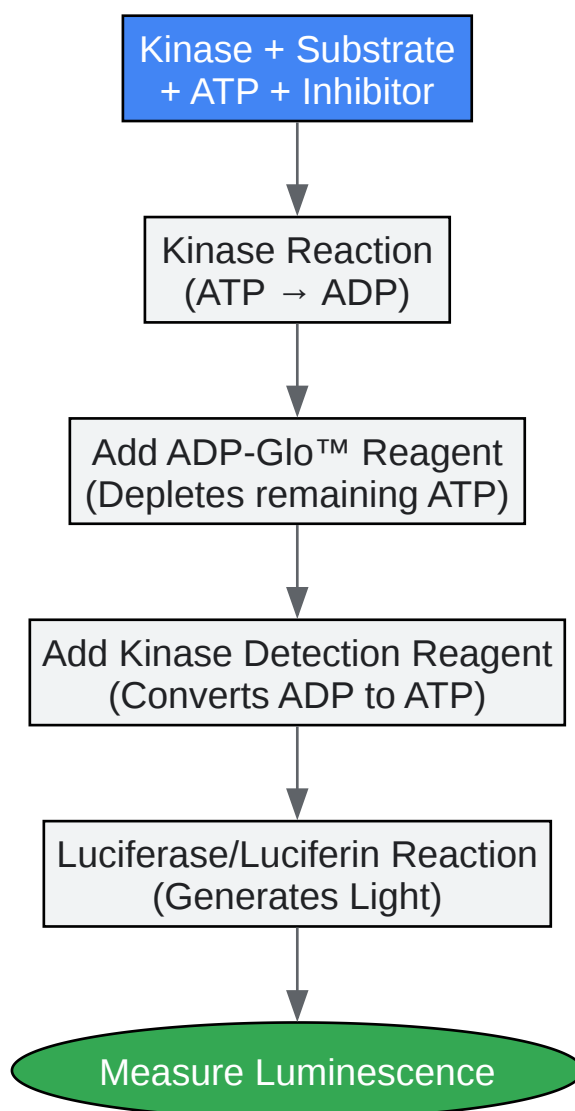 Kinase + Substrate
+ ATP + Inhibitor
Kinase Reaction
(ATP → ADP)
Add ADP-Glo™ Reagent
(Depletes remaining ATP)
Add Kinase Detection Reagent
(Converts ADP to ATP)
Luciferase/Luciferin Reaction
(Generates Light)
Measure Luminescence